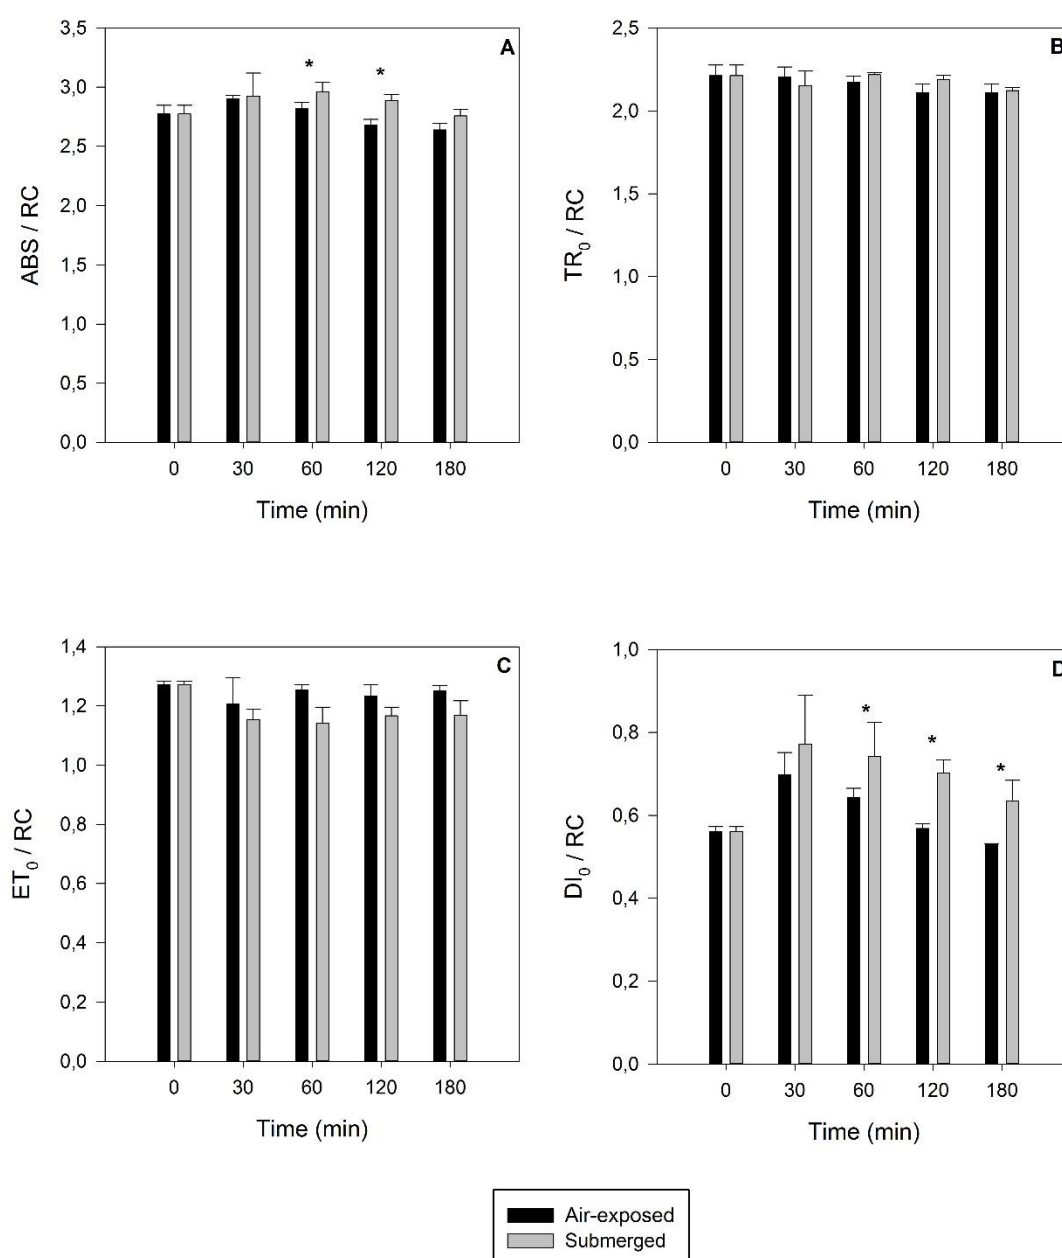 A
ABS / RC
3,5
3,0
*
*
2,5
2,0
1,5
1,0
0,5
0,0
0 30 60 120 180
Time (min)
B
TR0 / RC
2,5
2,0
1,5
1,0
0,5
0,0
0 30 60 120 180
Time (min)
C
ET0 / RC
1,4
1,2
1,0
0,8
0,6
0,4
0,2
0,0
0 30 60 120 180
Time (min)
D
DI0 / RC
1,0
0,8
*
*
*
0,6
0,4
0,2
0,0
0 30 60 120 180
Time (min)
Air-exposed
Submerged